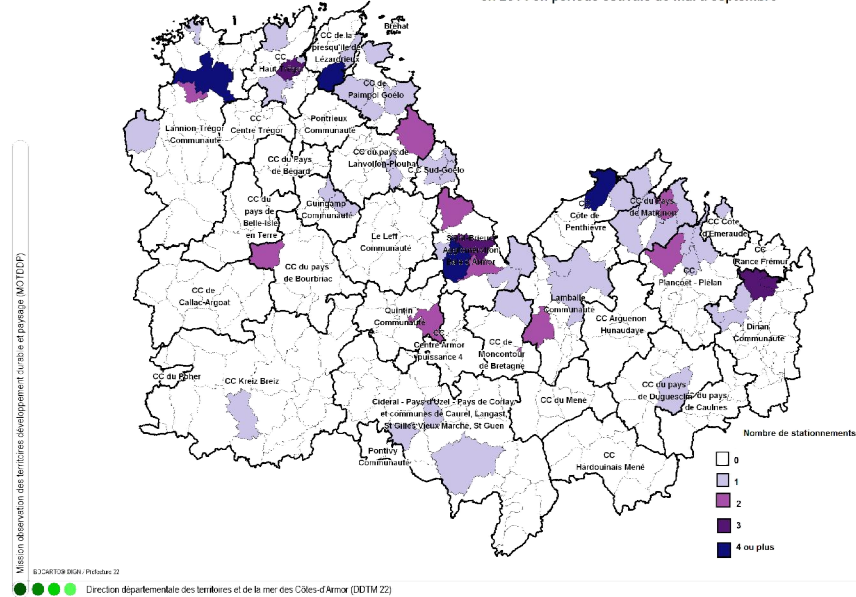 Bréhat
CC de la
presqu'île de
Lézardrieux
CC
Haut
CC de
Paimpol Goëlo
Lannion-Trégor
Communauté
CC
Centre Trégor
Pontrieux
Communauté
CC du Pays
de Bégard
CC du pays de
Lanvollon-Plouha
CC Sud-Goëlo
CC du
pays de
Belle-Isle
en Terre
Guingamp
Communauté
Le Leff
Communauté
CC du pays
de Bourbriac
CC de
Callac-Argoat
Côte de
Penthièvre
CC du Pays
de Matignon
CC Côte
d'Emeraude
CC
Rance Frémur
CC
Plancoët - Plélan
Lamballe
Communauté
Quintin
Communauté
CC
Centre Armor
puissance 4
CC de
Moncontour
de Bretagne
CC Arguenon
Hunaudaye
Dinan
Communauté
CC du Poher
CC Kreiz Breiz
Cidéral - Pays d'Uzel - Pays de Corlay,
et communes de Caurel, Langast,
St Gilles Vieux Marché, St Guen
CC du Mené
CC du pays
de Duguesclin
du pays
de Caulnes
Pontivy
Communauté
CC
Hardouinais Mené
Nombre de stationnements
0
1
2
3
4 ou plus
Mission observation des territoires développement durable et paysage (MOTDDP)
Direction départementale des territoires et de la mer des Côtes-d'Armor (DDTM 22)